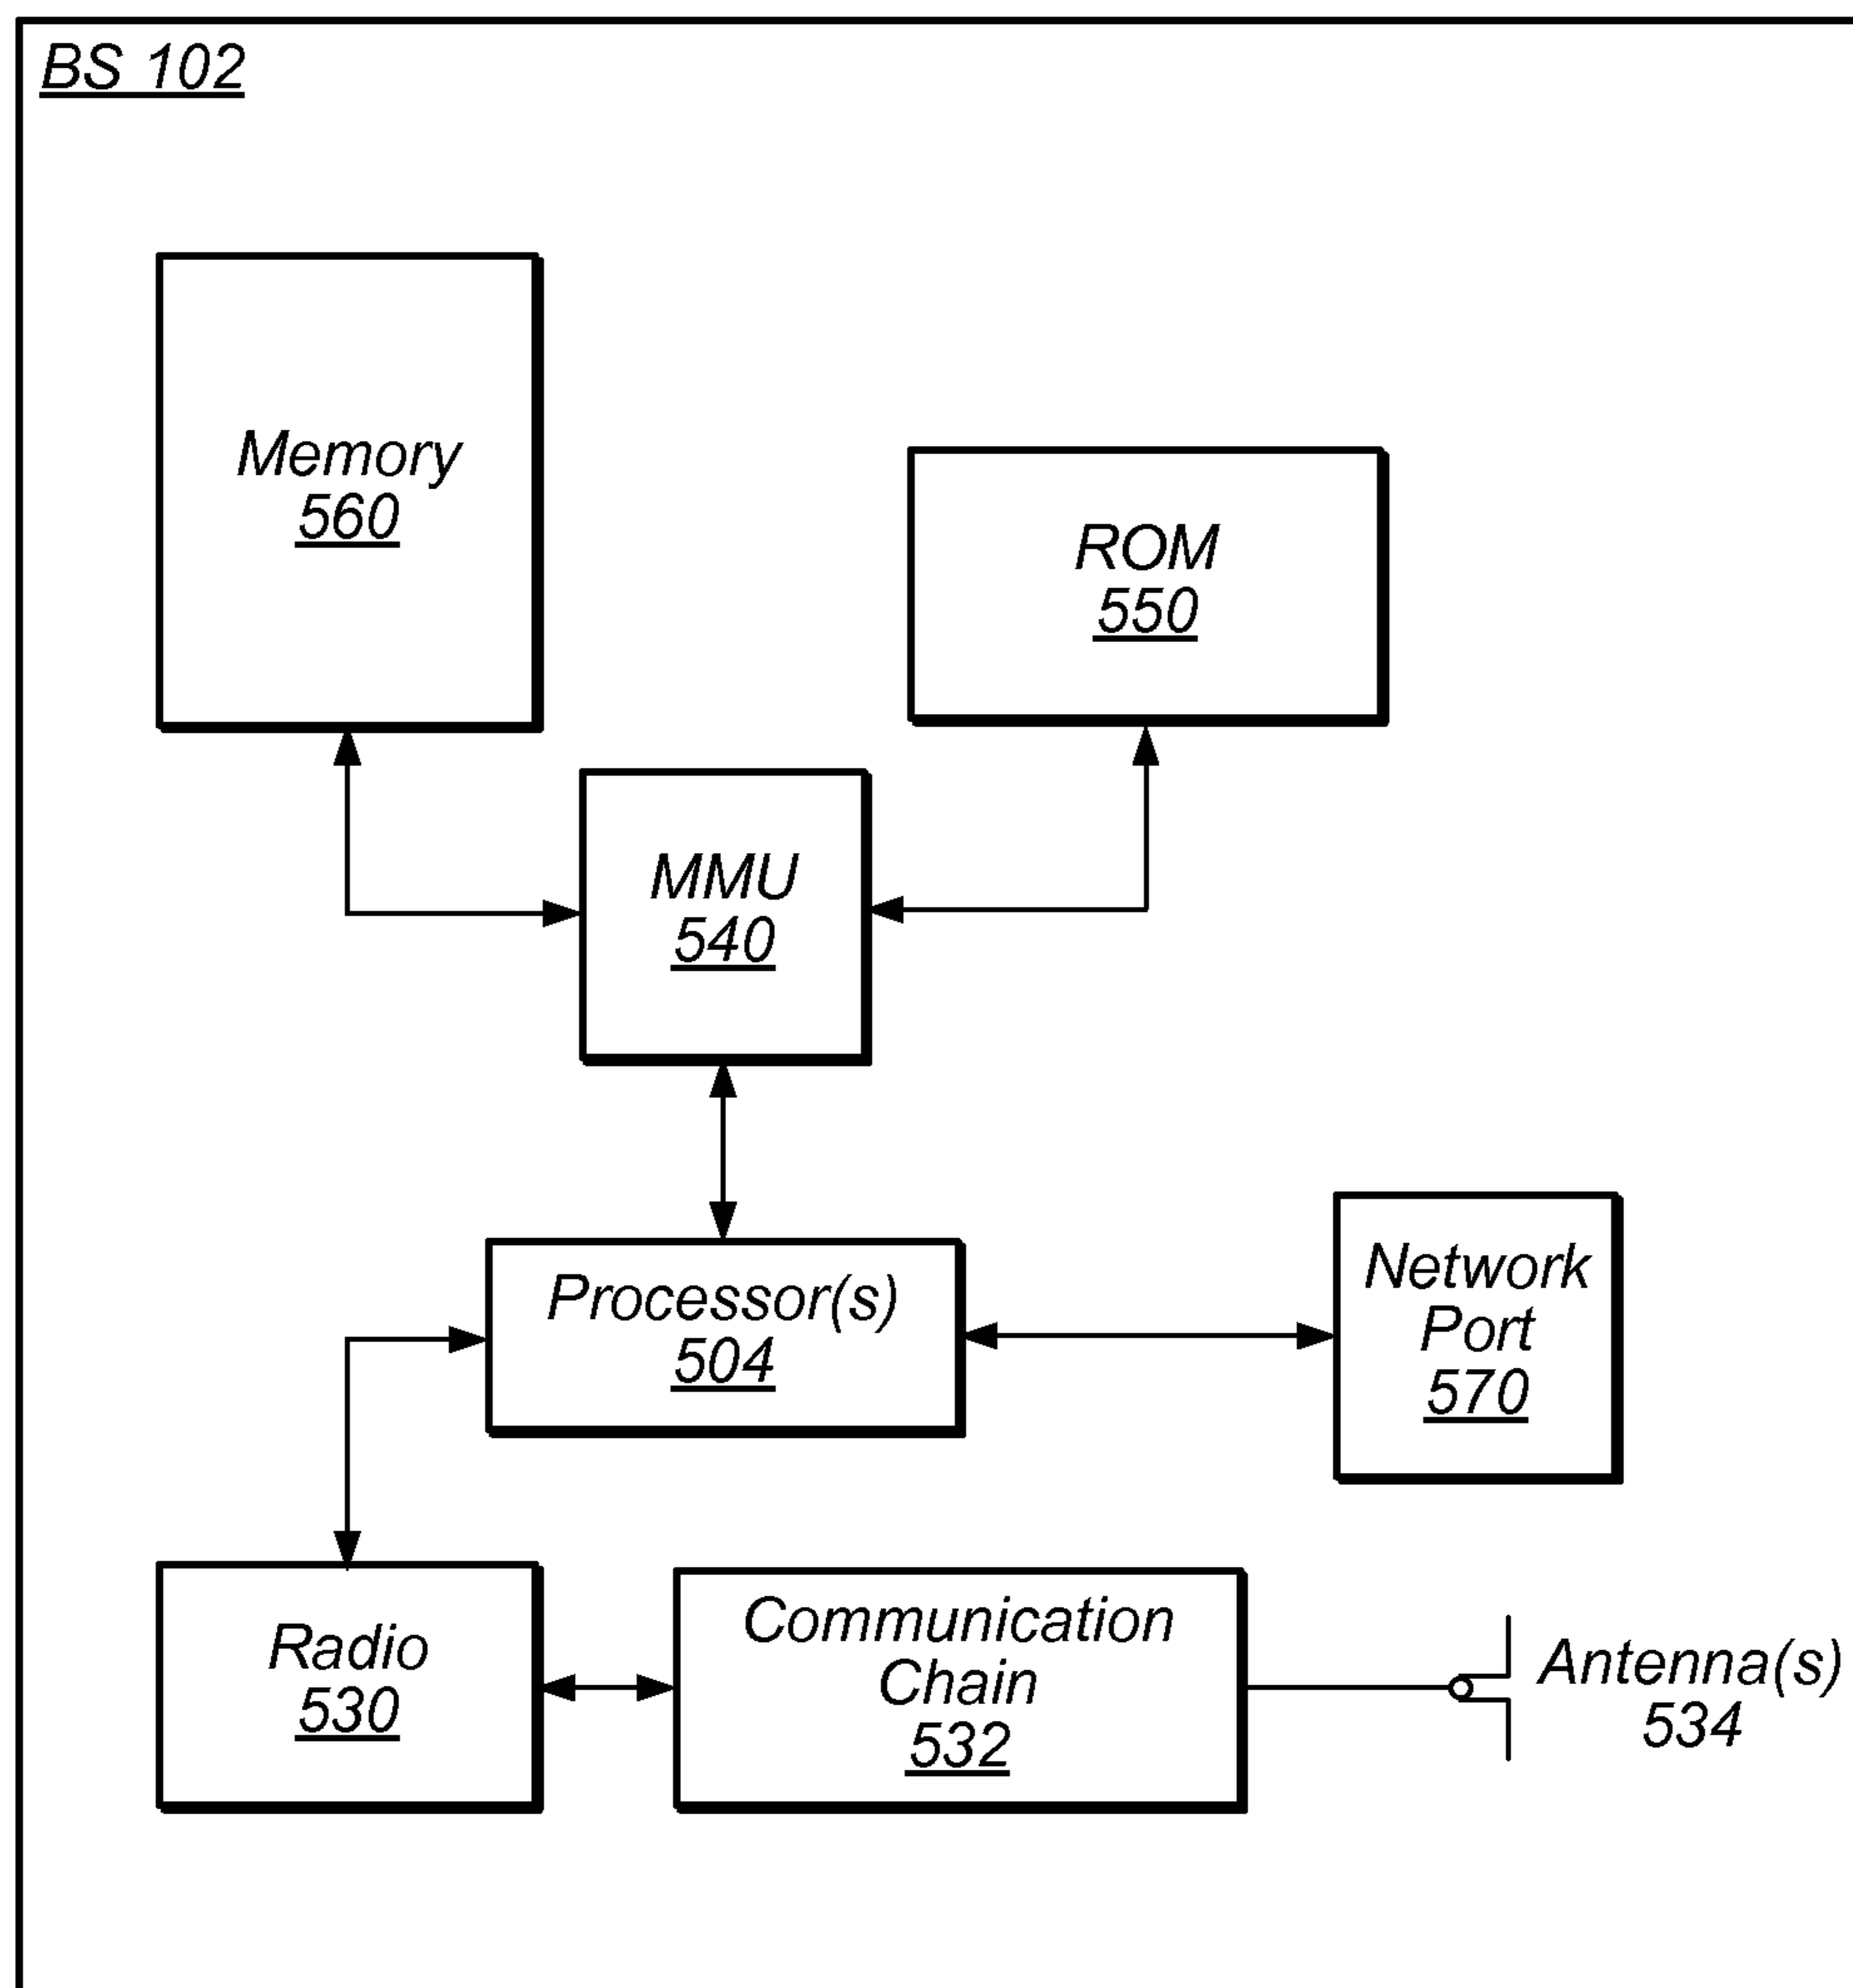 BS 102
Memory
560
ROM
550
MMU
540
Processor(s)
504
Network
Port
570
Radio
530
Communication
Chain
532
Antenna(s)
534